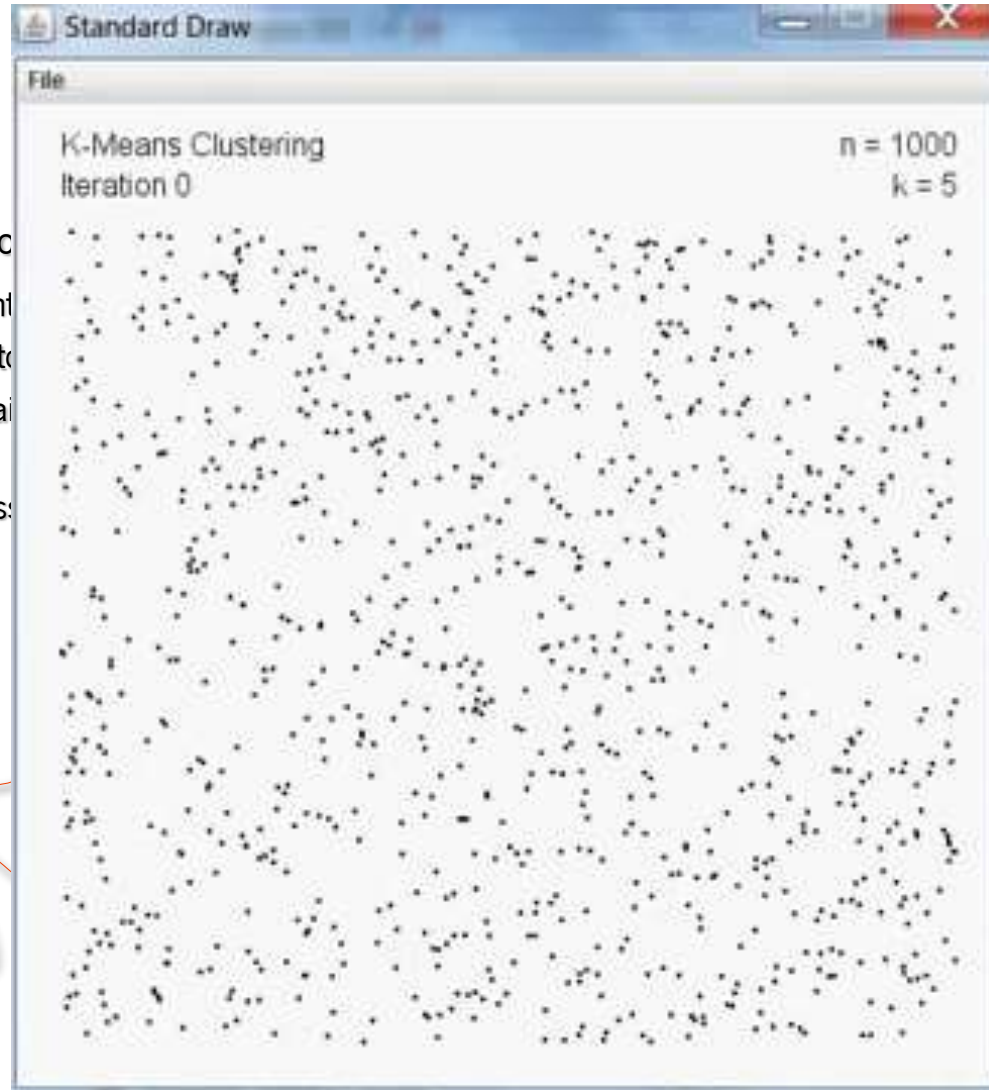 Standard Draw
File
K-Means Clustering
n = 1000
Iteration 0
k = 5